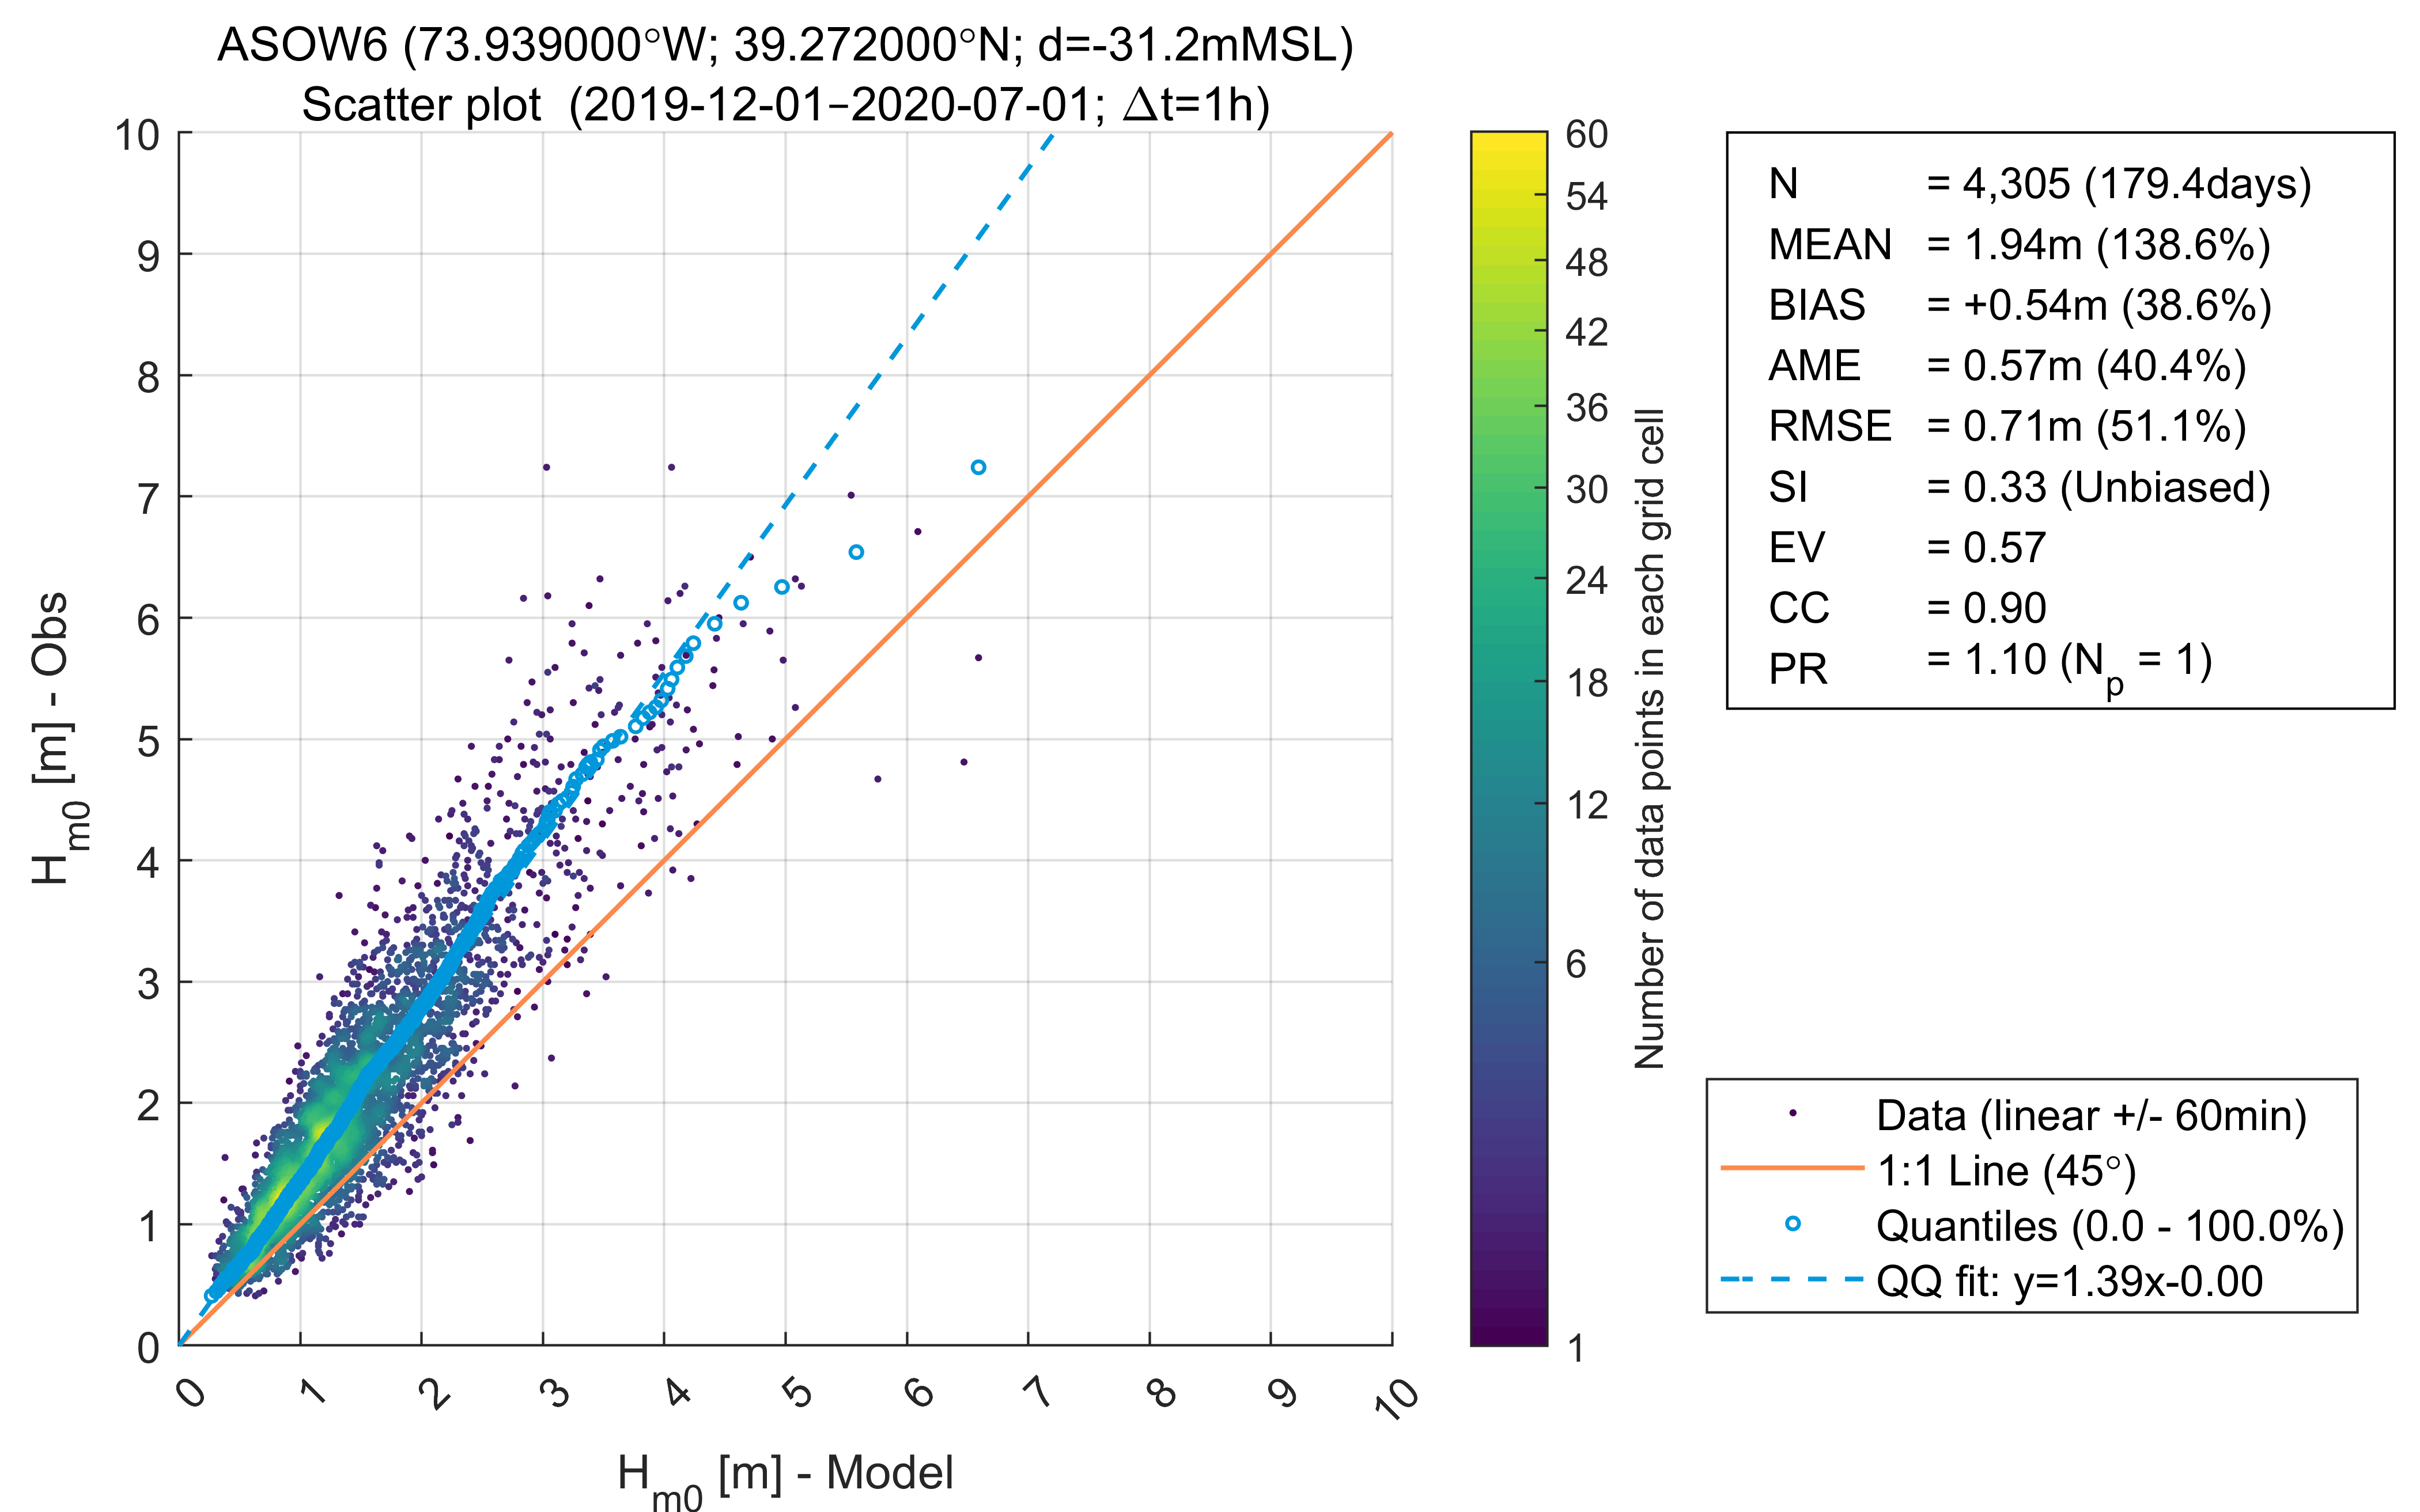 ASOW6 (73.939000°W; 39.272000°N; d=-31.2mMSL)
Scatter plot  (2019-12-01–2020-07-01; Δt=1h)
10
9
8
7
6
5
4
3
2
1
0
H_m0 [m] - Obs
0 1 2 3 4 5 6 7 8 9 10
H_m0 [m] - Model
60
54
48
42
36
30
24
18
12
6
1
Number of data points in each grid cell
N = 4,305 (179.4days)
MEAN = 1.94m (138.6%)
BIAS = +0.54m (38.6%)
AME = 0.57m (40.4%)
RMSE = 0.71m (51.1%)
SI = 0.33 (Unbiased)
EV = 0.57
CC = 0.90
PR = 1.10 (N_p = 1)
Data (linear +/- 60min)
1:1 Line (45°)
Quantiles (0.0 - 100.0%)
QQ fit: y=1.39x-0.00